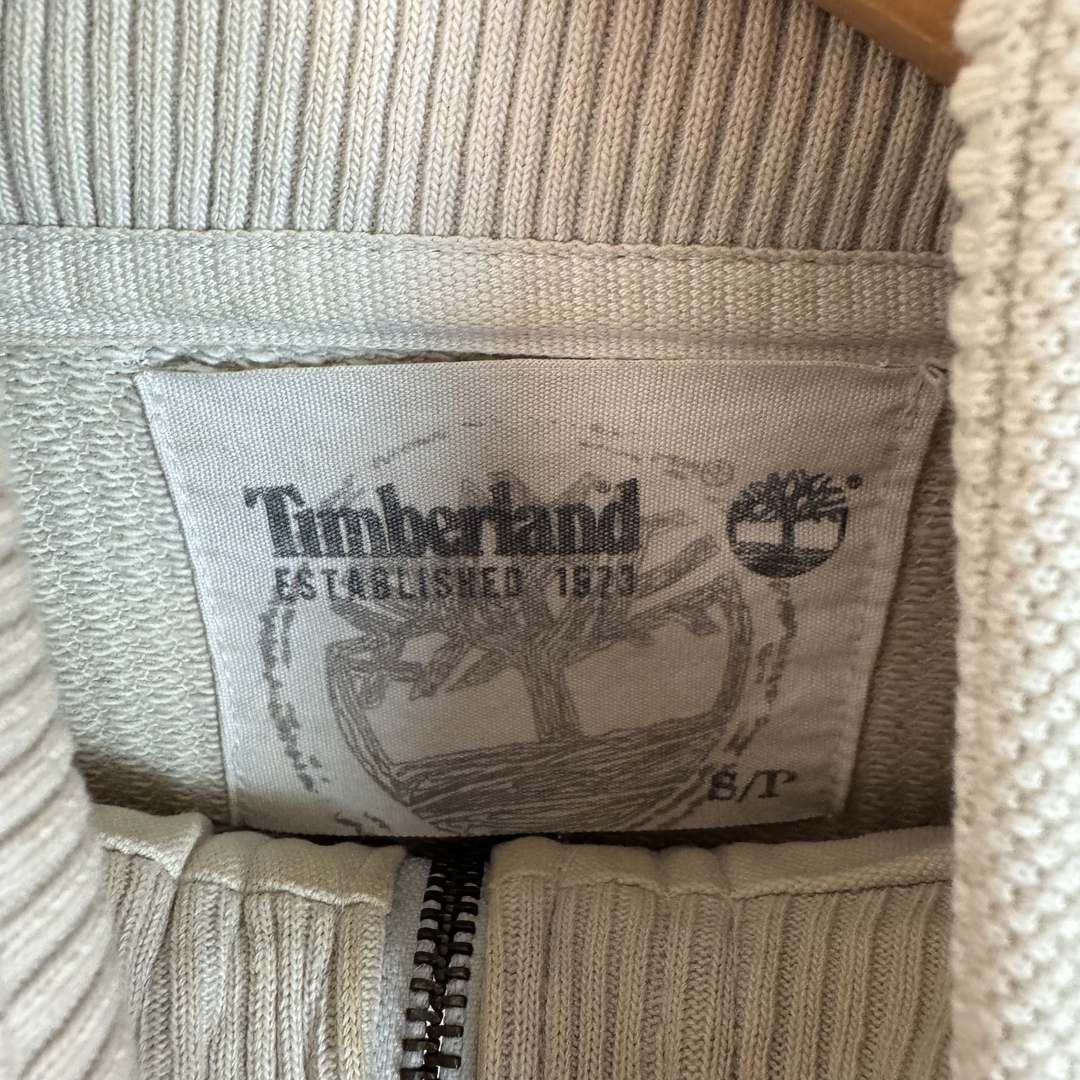 Timberland ®
ESTABLISHED 1973
S/P